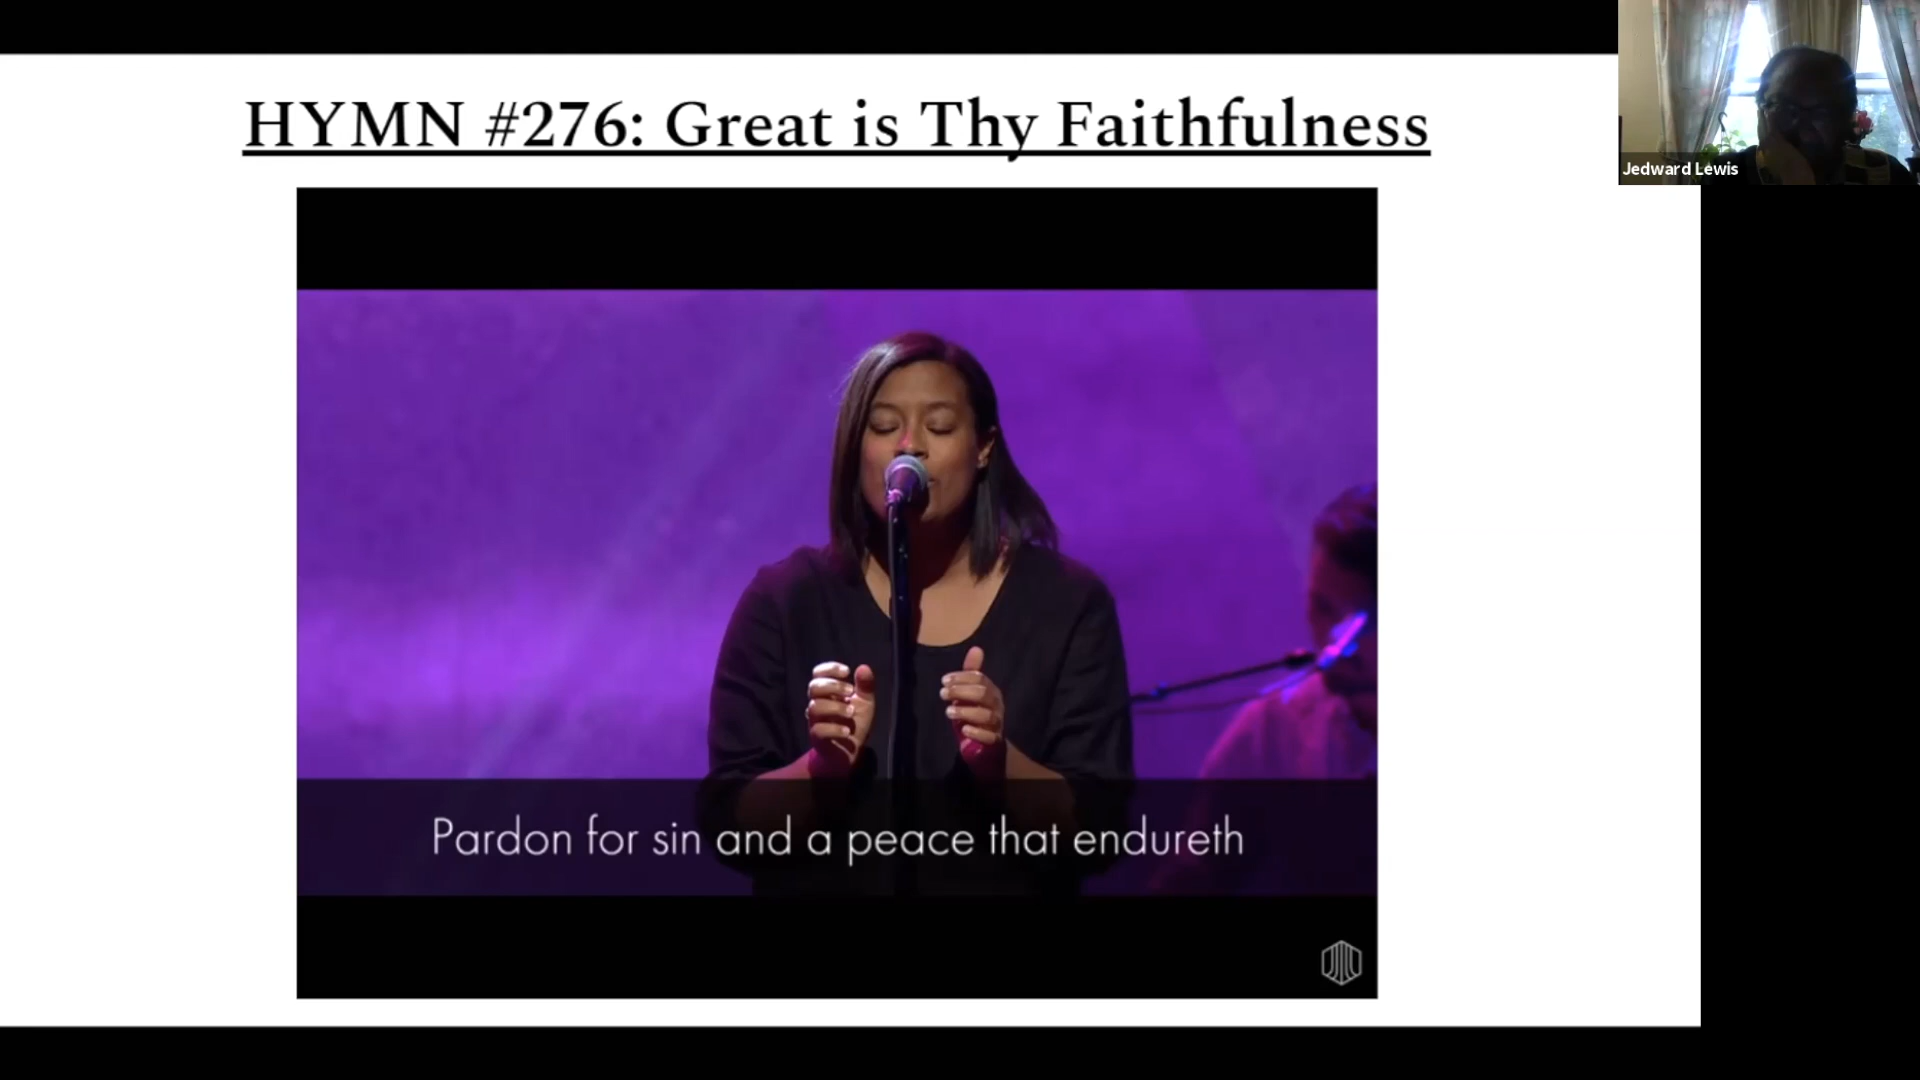 HYMN #276: Great is Thy Faithfulness
Jedward Lewis
Pardon for sin and a peace that endureth